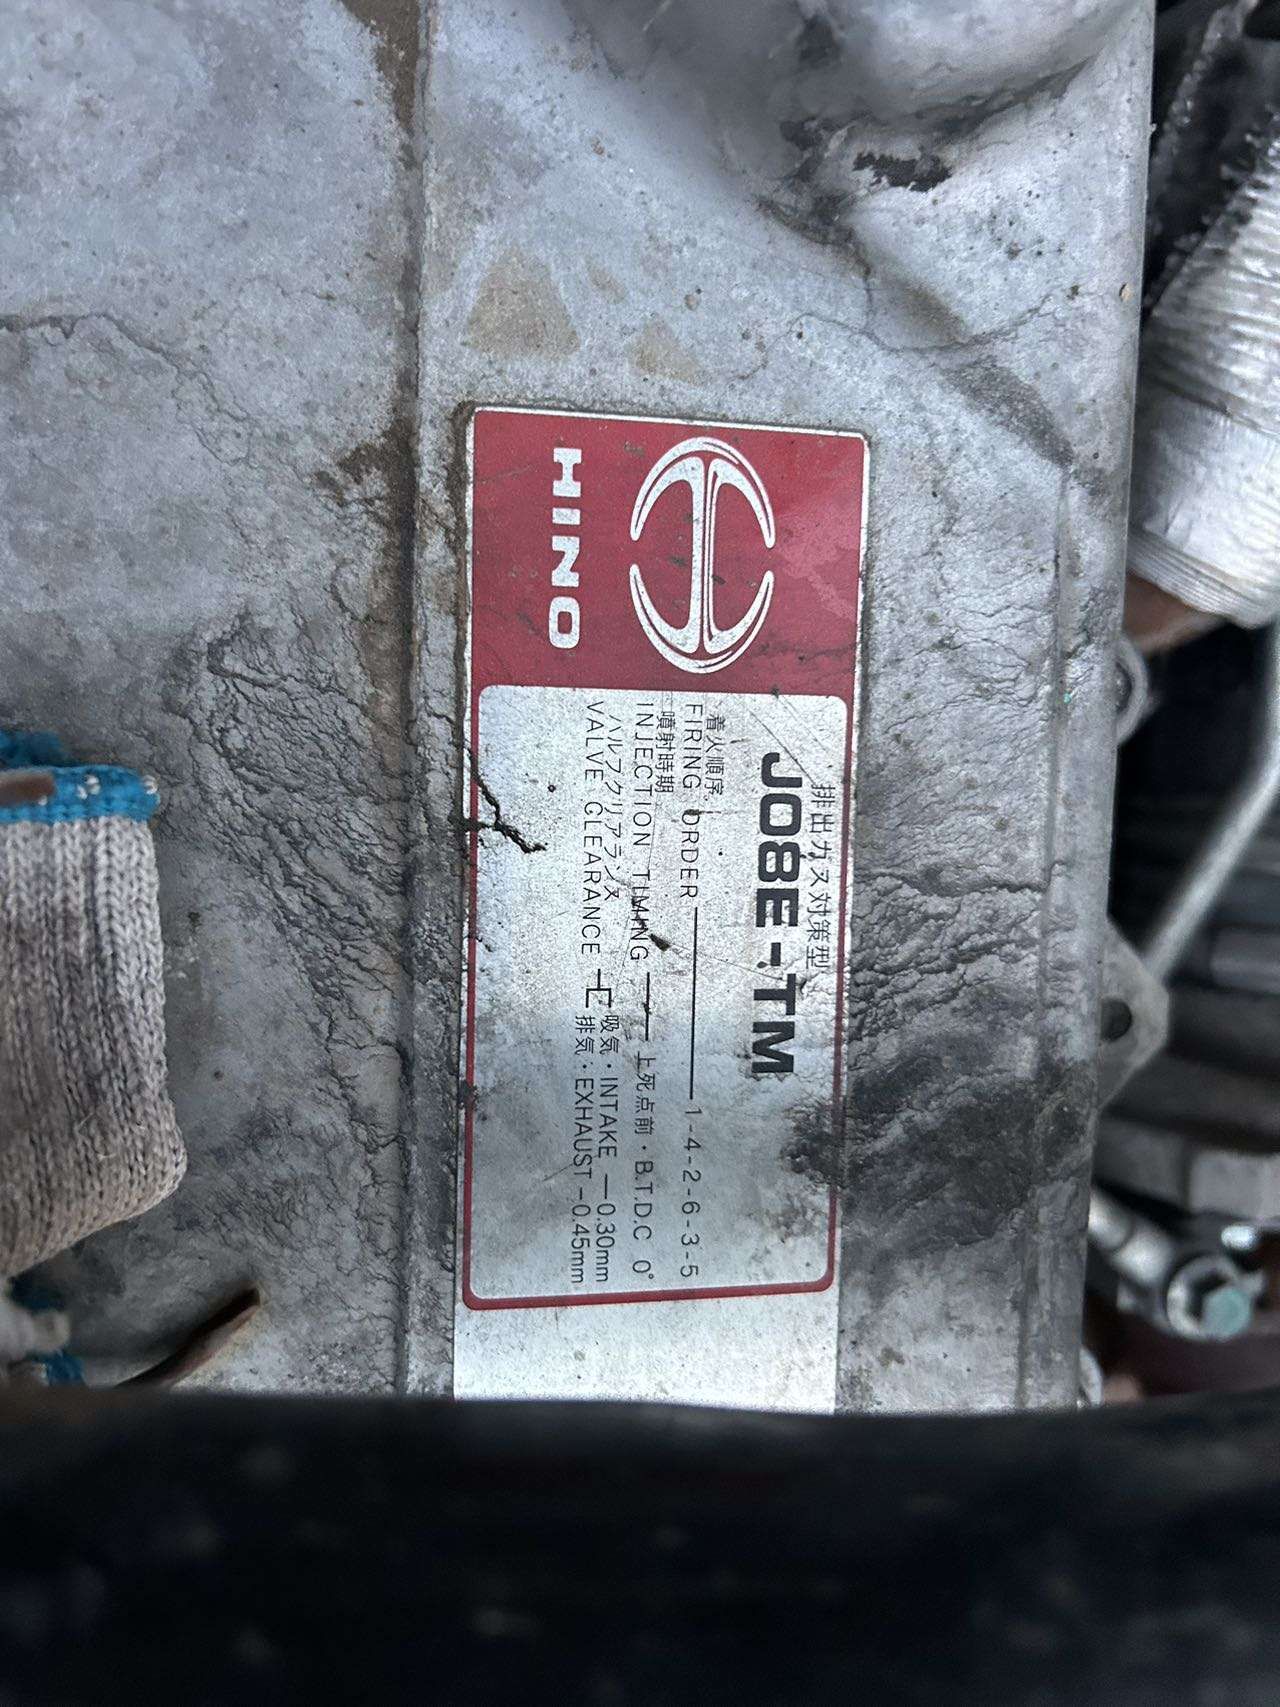 HINO
排出ガス対策型
J08E-TM
着火順序
FIRING ORDER 1-4-2-6-3-5
噴射時期
INJECTION TIMING 上死点前・B.T.D.C 0°
バルブクリアランス
VALVE CLEARANCE
吸気・INTAKE 0.30mm
排気・EXHAUST 0.45mm